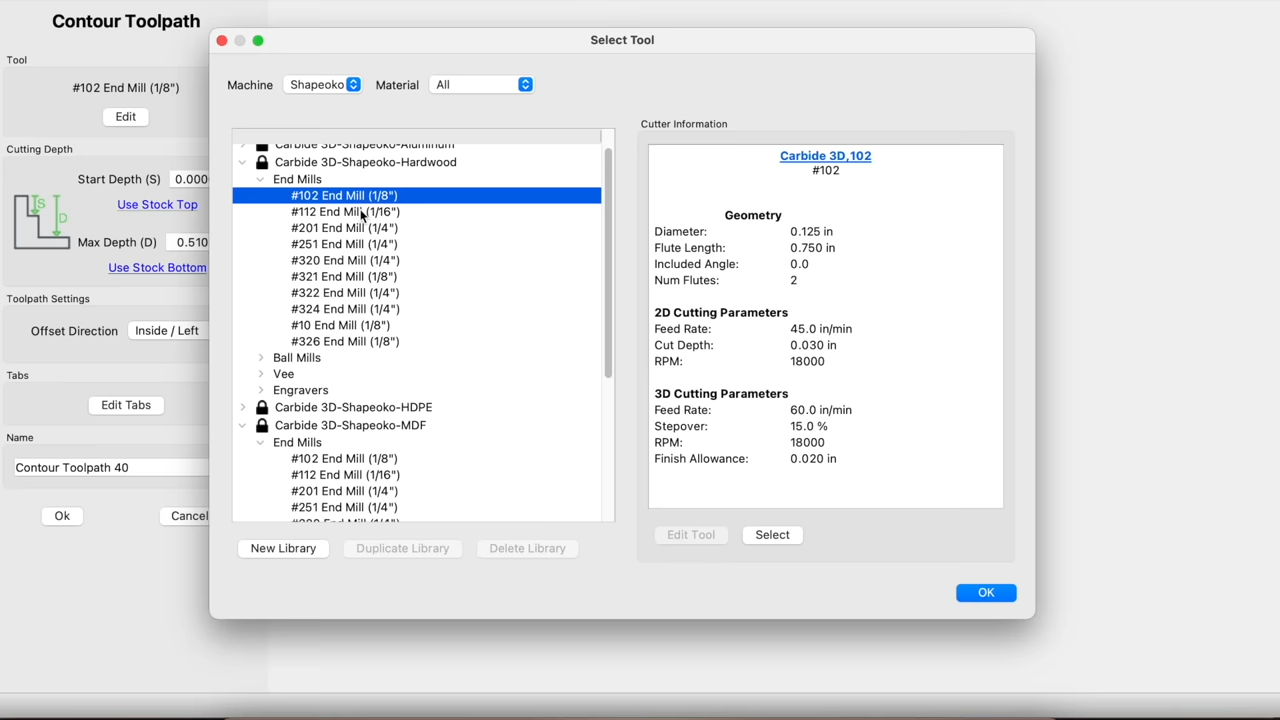 Contour Toolpath
Tool
#102 End Mill (1/8")
Edit
Cutting Depth
Start Depth (S) 0.000
Use Stock Top
S
D
Max Depth (D) 0.510
Use Stock Bottom
Toolpath Settings
Offset Direction Inside / Left
Tabs
Edit Tabs
Name
Contour Toolpath 40
Ok Cancel
Select Tool
Machine Shapeoko Material All
Carbide 3D-Shapeoko-Aluminum
Carbide 3D-Shapeoko-Hardwood
End Mills
#102 End Mill (1/8")
#112 End Mill (1/16")
#201 End Mill (1/4")
#251 End Mill (1/4")
#320 End Mill (1/4")
#321 End Mill (1/8")
#322 End Mill (1/4")
#324 End Mill (1/4")
#10 End Mill (1/8")
#326 End Mill (1/8")
Ball Mills
Vee
Engravers
Carbide 3D-Shapeoko-HDPE
Carbide 3D-Shapeoko-MDF
End Mills
#102 End Mill (1/8")
#112 End Mill (1/16")
#201 End Mill (1/4")
#251 End Mill (1/4")
New Library Duplicate Library Delete Library
Cutter Information
Carbide 3D,102
#102
Geometry
Diameter: 0.125 in
Flute Length: 0.750 in
Included Angle: 0.0
Num Flutes: 2
2D Cutting Parameters
Feed Rate: 45.0 in/min
Cut Depth: 0.030 in
RPM: 18000
3D Cutting Parameters
Feed Rate: 60.0 in/min
Stepover: 15.0 %
RPM: 18000
Finish Allowance: 0.020 in
Edit Tool Select
OK